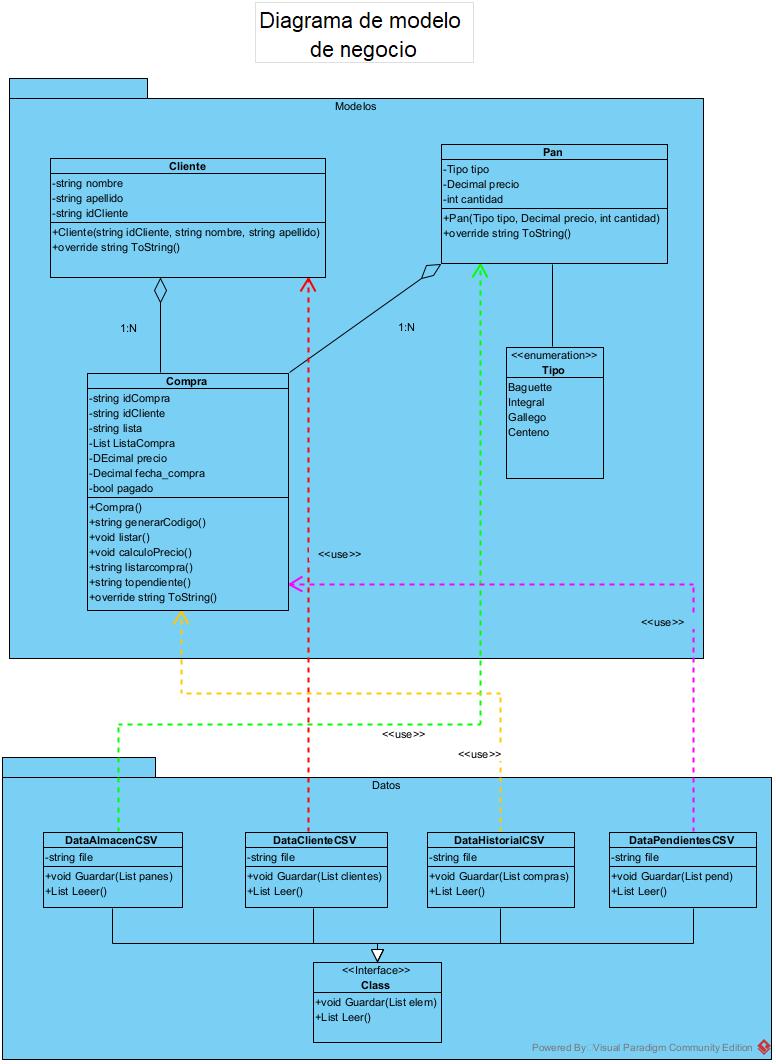 Diagrama de modelo
de negocio
Modelos
Cliente
-string nombre
-string apellido
-string idCliente
+Cliente(string idCliente, string nombre, string apellido)
+override string ToString()
Pan
-Tipo tipo
-Decimal precio
-int cantidad
+Pan(Tipo tipo, Decimal precio, int cantidad)
+override string ToString()
1:N
1:N
<<enumeration>>
Tipo
Baguette
Integral
Gallego
Centeno
Compra
-string idCompra
-string idCliente
-string lista
-List ListaCompra
-DEcimal precio
-Decimal fecha_compra
-bool pagado
+Compra()
+string generarCodigo()
+void listar()
+void calculoPrecio()
+string listarcompra()
+string topendiente()
+override string ToString()
<<use>>
<<use>>
<<use>>
<<use>>
Datos
DataAlmacenCSV
-string file
+void Guardar(List panes)
+List Leeer()
DataClienteCSV
-string file
+void Guardar(List clientes)
+List Leer()
DataHistorialCSV
-string file
+void Guardar(List compras)
+List Leer()
DataPendientesCSV
-string file
+void Guardar(List pend)
+List Leer()
<<Interface>>
Class
+void Guardar(List elem)
+List Leer()
Powered By Visual Paradigm Community Edition